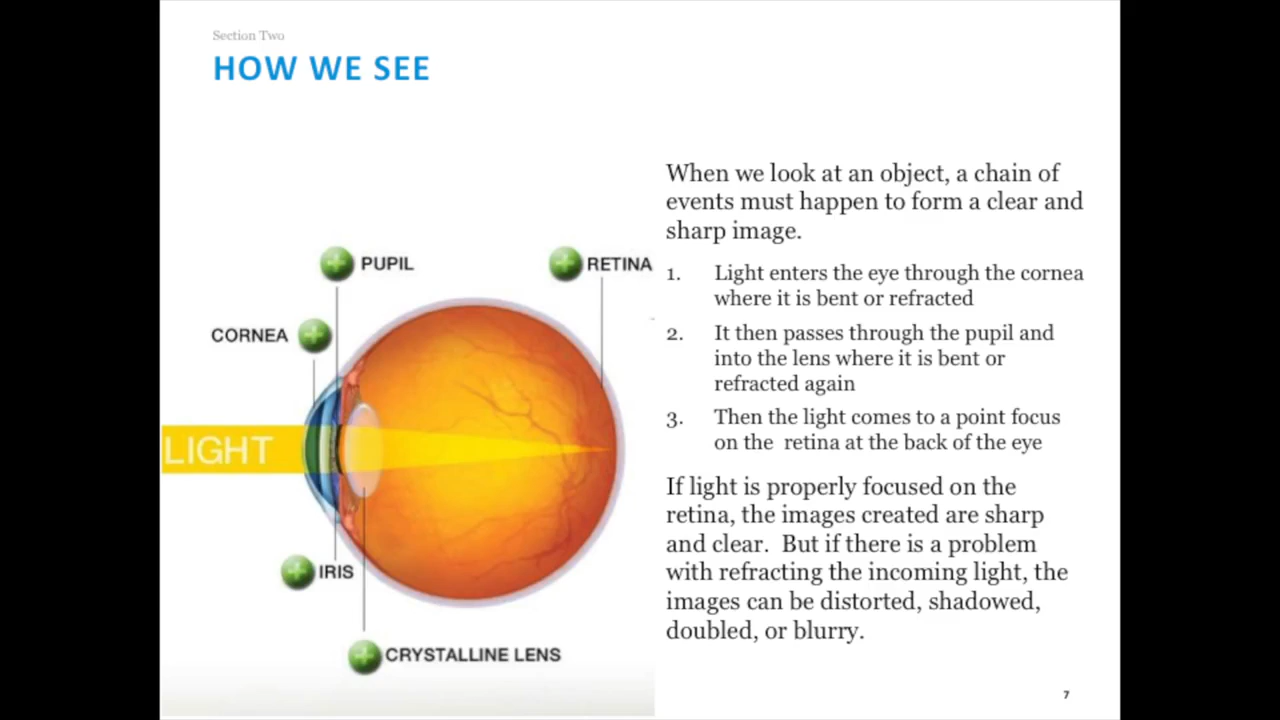 Section Two
HOW WE SEE
When we look at an object, a chain of
events must happen to form a clear and
sharp image.
1. Light enters the eye through the cornea
where it is bent or refracted
2. It then passes through the pupil and
into the lens where it is bent or
refracted again
3. Then the light comes to a point focus
on the retina at the back of the eye
If light is properly focused on the
retina, the images created are sharp
and clear. But if there is a problem
with refracting the incoming light, the
images can be distorted, shadowed,
doubled, or blurry.
PUPIL
RETINA
CORNEA
LIGHT
IRIS
CRYSTALLINE LENS
7